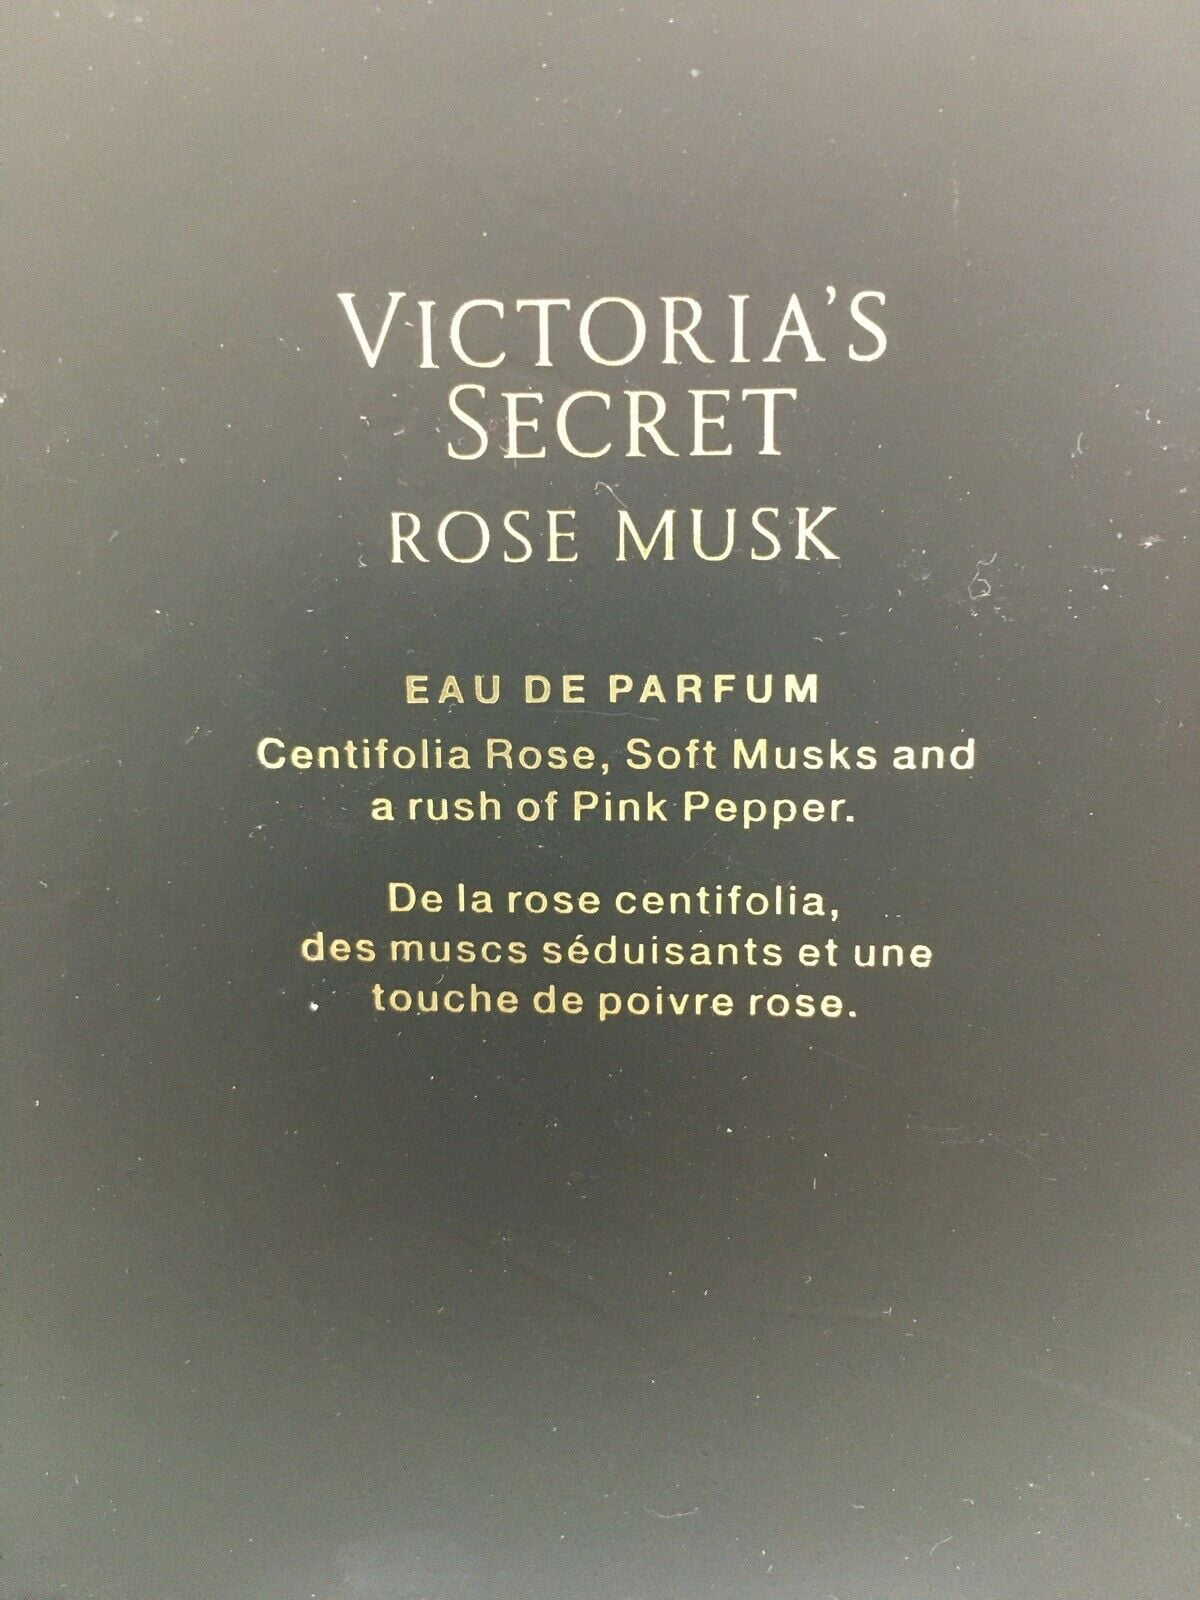 VICTORIA'S
SECRET
ROSE MUSK
EAU DE PARFUM
Centifolia Rose, Soft Musks and
a rush of Pink Pepper.
De la rose centifolia,
des muscs séduisants et une
touche de poivre rose.